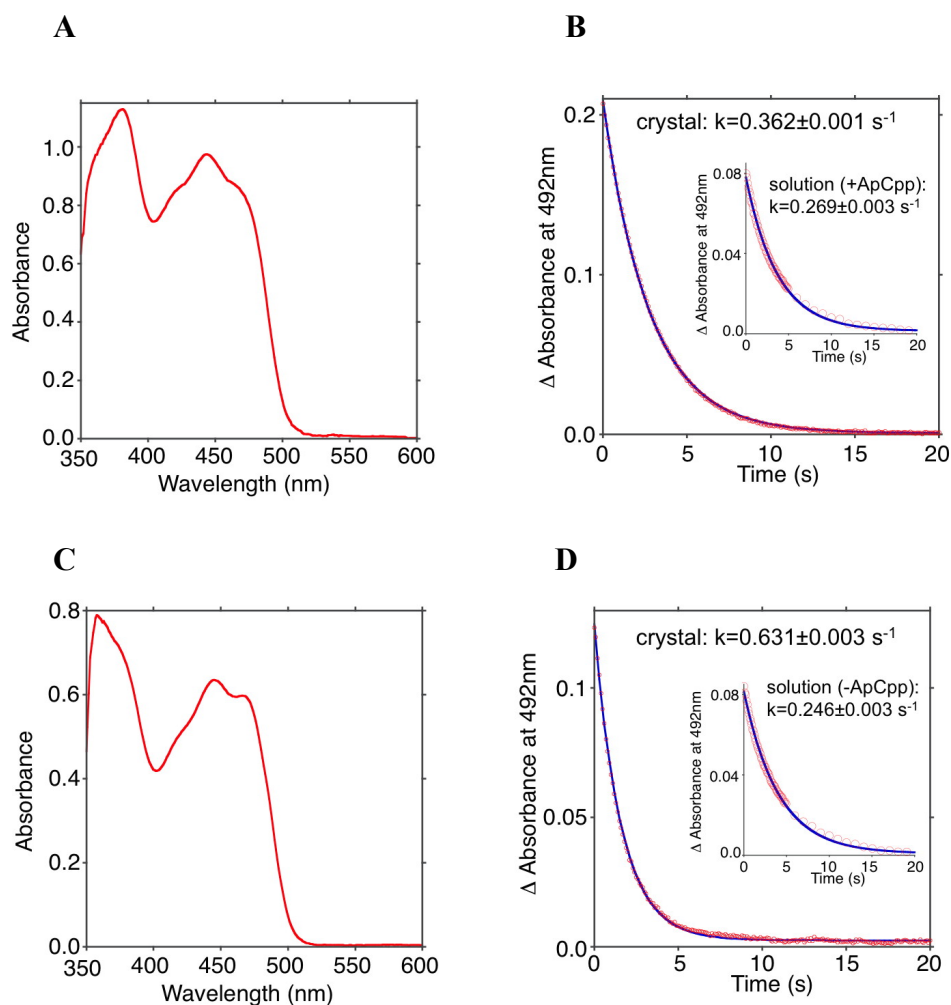 A
B
Absorbance
1.0
0.8
0.6
0.4
0.2
0.0
350 400 450 500 550 600
Wavelength (nm)
Δ Absorbance at 492nm
0.2
0.1
0.0
crystal: k=0.362±0.001 s⁻¹
Δ Absorbance at 492nm
0.08
0.04
0.0
solution (+ApCpp):
k=0.269±0.003 s⁻¹
0 5 10 15 20
Time (s)
0 5 10 15 20
Time (s)
C
D
Absorbance
0.8
0.6
0.4
0.2
0.0
350 400 450 500 550 600
Wavelength (nm)
Δ Absorbance at 492nm
0.1
0.05
0.0
crystal: k=0.631±0.003 s⁻¹
Δ Absorbance at 492nm
0.08
0.04
0.0
solution (-ApCpp):
k=0.246±0.003 s⁻¹
0 5 10 15 20
Time (s)
0 5 10 15 20
Time (s)